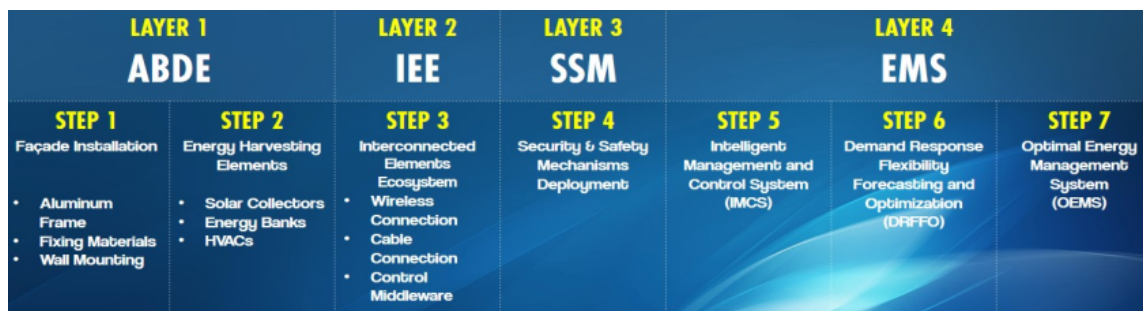 LAYER 1
ABDE
LAYER 2
IEE
LAYER 3
SSM
LAYER 4
EMS
STEP 1
Façade Installation
• Aluminum
Frame
• Fixing Materials
• Wall Mounting
STEP 2
Energy Harvesting
Elements
• Solar Collectors
• Energy Banks
• HVACs
STEP 3
Interconnected
Elements
Ecosystem
• Wireless
Connection
• Cable
Connection
• Control
Middleware
STEP 4
Security & Safety
Mechanisms
Deployment
STEP 5
Intelligent
Management and
Control System
(IMCS)
STEP 6
Demand Response
Flexibility
Forecasting and
Optimization
(DRFFO)
STEP 7
Optimal Energy
Management
System
(OEMS)